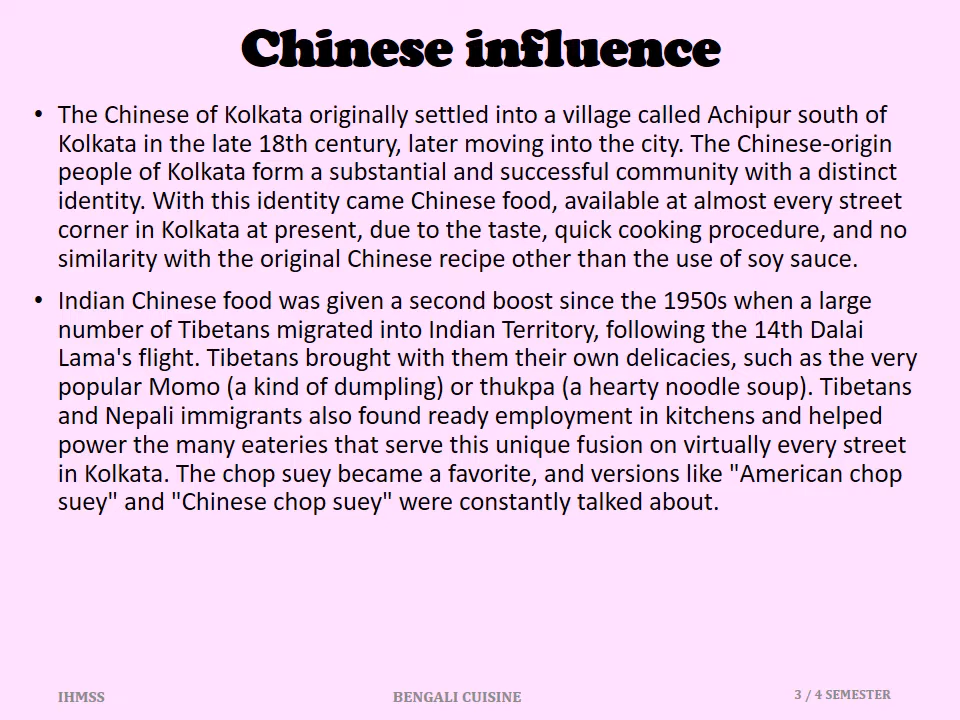 Chinese influence
• The Chinese of Kolkata originally settled into a village called Achipur south of
Kolkata in the late 18th century, later moving into the city. The Chinese-origin
people of Kolkata form a substantial and successful community with a distinct
identity. With this identity came Chinese food, available at almost every street
corner in Kolkata at present, due to the taste, quick cooking procedure, and no
similarity with the original Chinese recipe other than the use of soy sauce.
• Indian Chinese food was given a second boost since the 1950s when a large
number of Tibetans migrated into Indian Territory, following the 14th Dalai
Lama's flight. Tibetans brought with them their own delicacies, such as the very
popular Momo (a kind of dumpling) or thukpa (a hearty noodle soup). Tibetans
and Nepali immigrants also found ready employment in kitchens and helped
power the many eateries that serve this unique fusion on virtually every street
in Kolkata. The chop suey became a favorite, and versions like "American chop
suey" and "Chinese chop suey" were constantly talked about.
IHMSS BENGALI CUISINE 3 / 4 SEMESTER